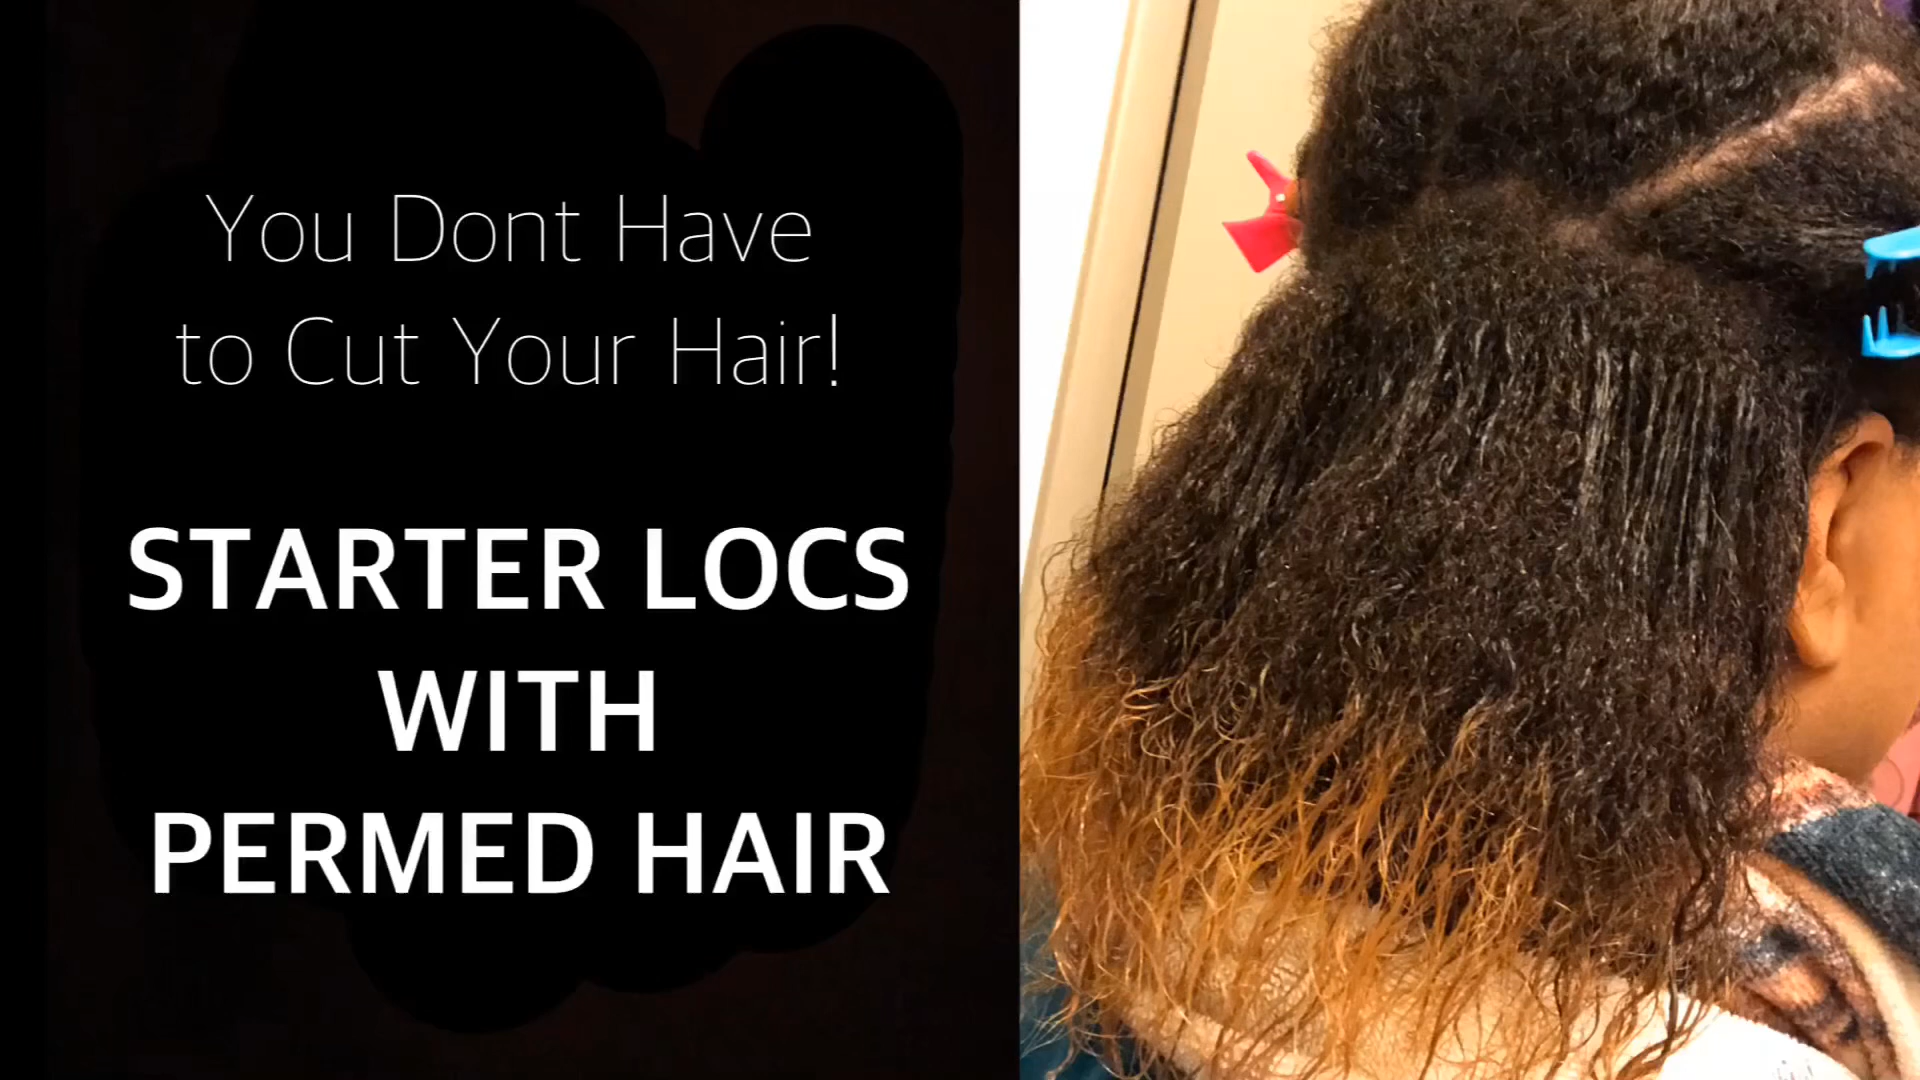 You Dont Have
to Cut Your Hair!
STARTER LOCS
WITH
PERMED HAIR